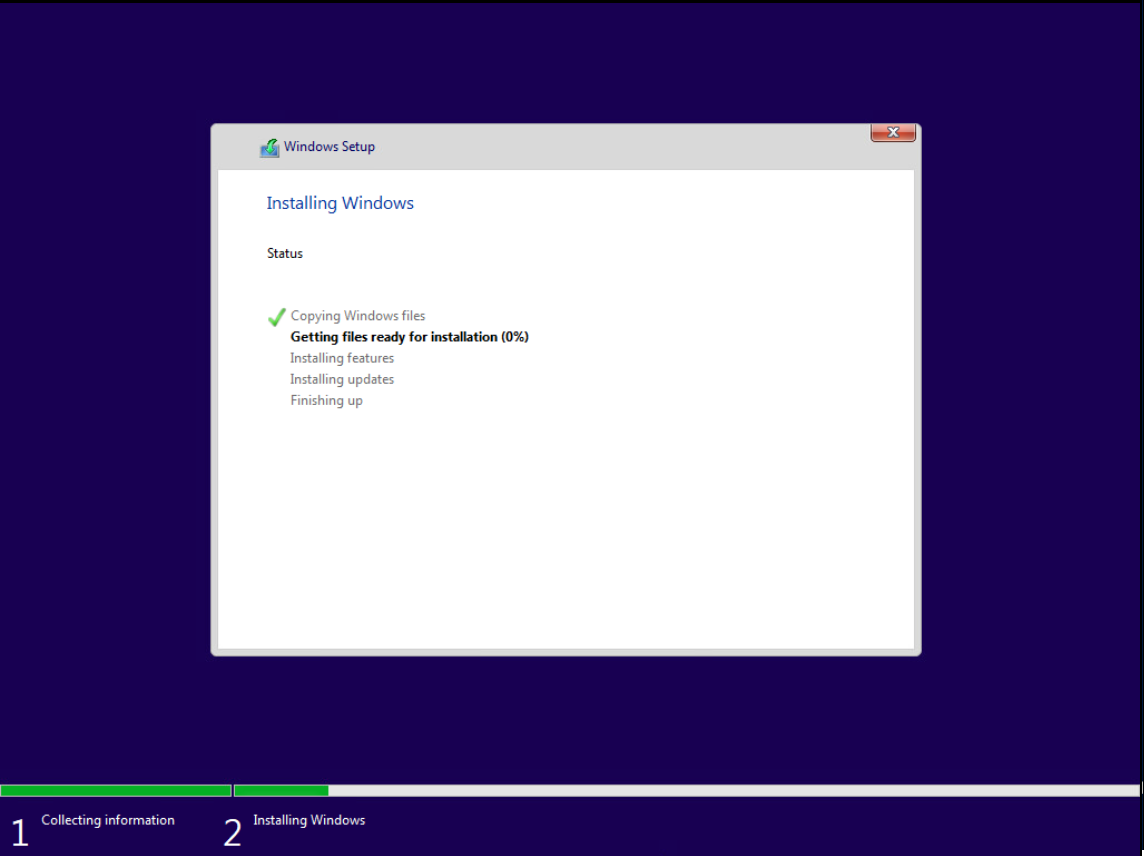 Windows Setup
Installing Windows
Status
Copying Windows files
Getting files ready for installation (0%)
Installing features
Installing updates
Finishing up
1 Collecting information 2 Installing Windows